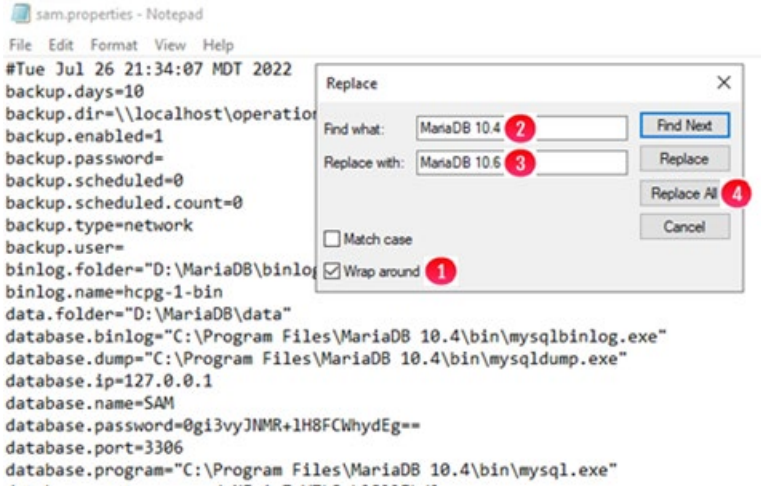 sam.properties - Notepad
File Edit Format View Help
#Tue Jul 26 21:34:07 MDT 2022
backup.days=10
backup.dir=\\localhost\operation
backup.enabled=1
backup.password=
backup.scheduled=0
backup.scheduled.count=0
backup.type=network
backup.user=
binlog.folder="D:\MariaDB\binlog
binlog.name=hcpg-1-bin
data.folder="D:\MariaDB\data"
database.binlog="C:\Program Files\MariaDB 10.4\bin\mysqlbinlog.exe"
database.dump="C:\Program Files\MariaDB 10.4\bin\mysqldump.exe"
database.ip=127.0.0.1
database.name=SAM
database.password=0gi3vyJNMR+lH8FCWhydEg==
database.port=3306
database.program="C:\Program Files\MariaDB 10.4\bin\mysql.exe"
Replace
Find what: MariaDB 10.4 2 Find Next
Replace with: MariaDB 10.6 3 Replace
Replace All 4
Cancel
Match case
Wrap around 1